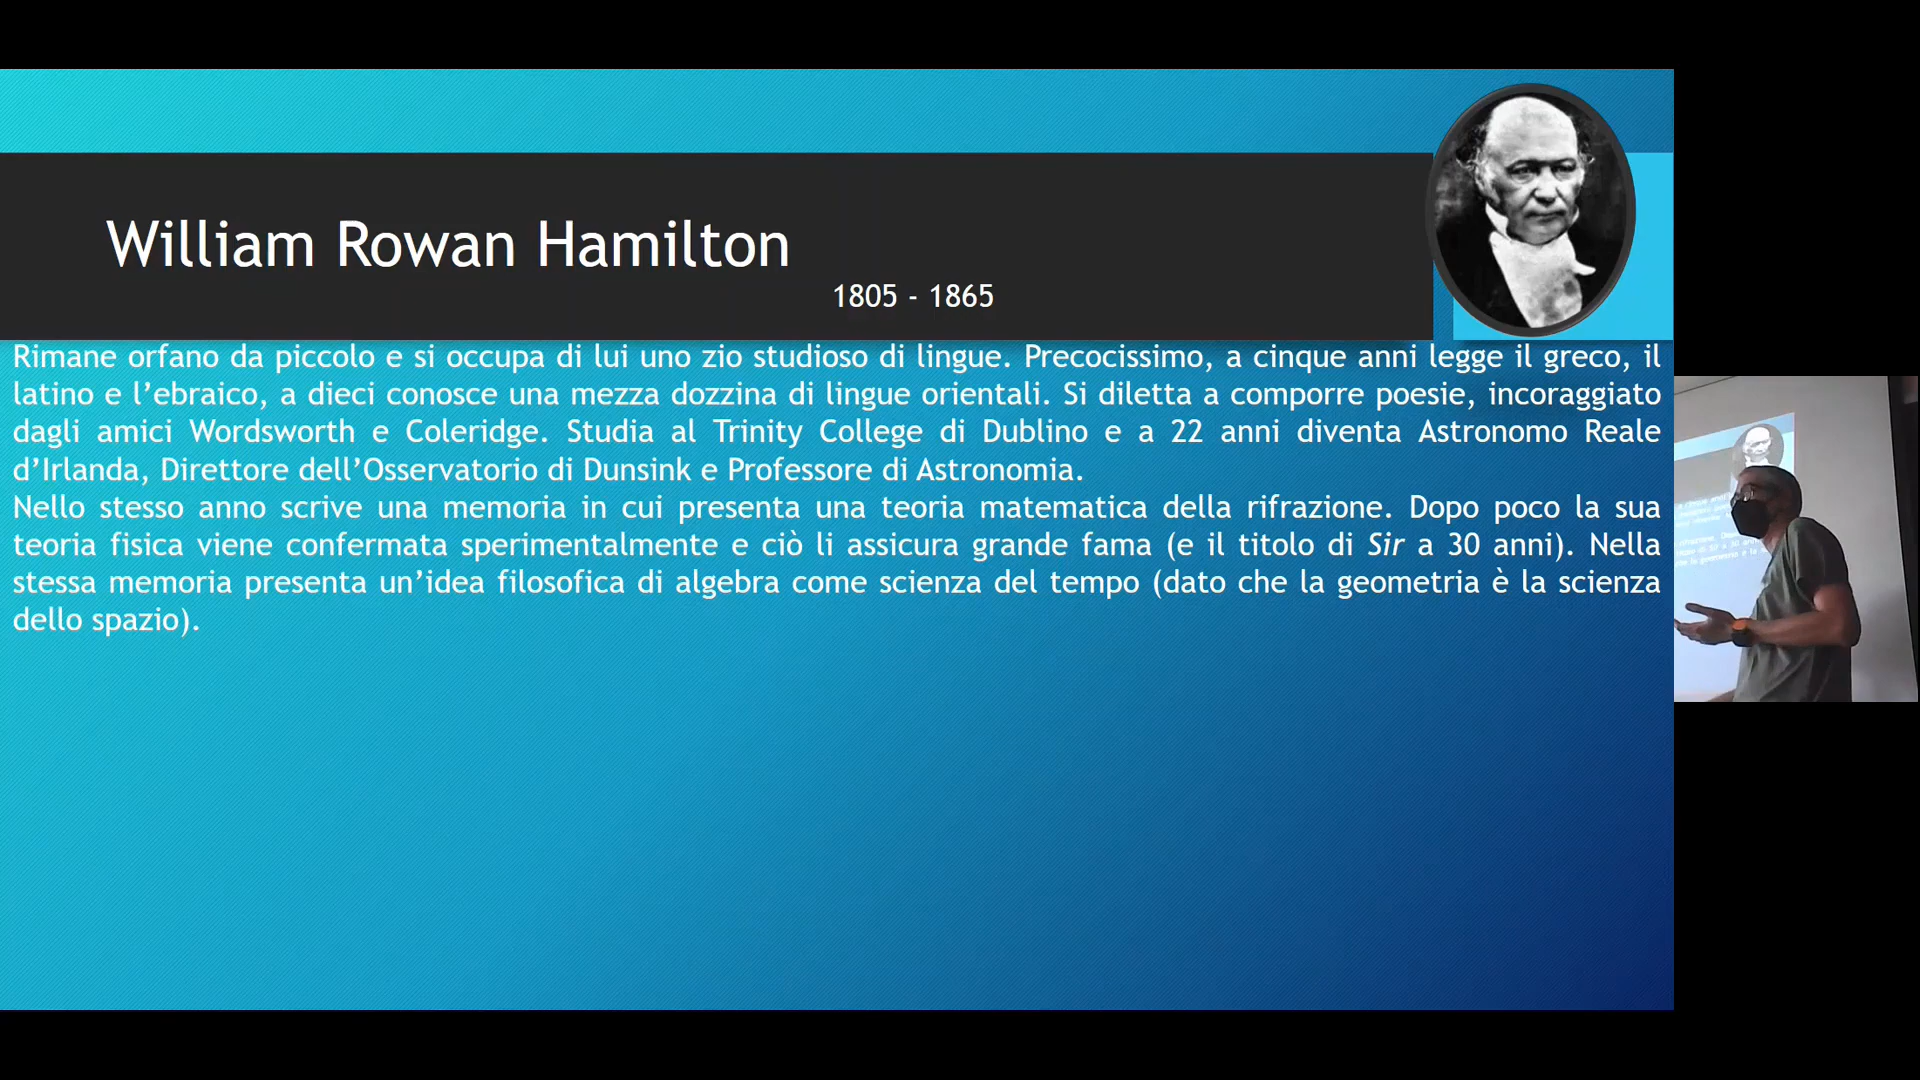 William Rowan Hamilton
1805 - 1865
Rimane orfano da piccolo e si occupa di lui uno zio studioso di lingue. Precocissimo, a cinque anni legge il greco, il
latino e l’ebraico, a dieci conosce una mezza dozzina di lingue orientali. Si diletta a comporre poesie, incoraggiato
dagli amici Wordsworth e Coleridge. Studia al Trinity College di Dublino e a 22 anni diventa Astronomo Reale
d’Irlanda, Direttore dell’Osservatorio di Dunsink e Professore di Astronomia.
Nello stesso anno scrive una memoria in cui presenta una teoria matematica della rifrazione. Dopo poco la sua
teoria fisica viene confermata sperimentalmente e ciò li assicura grande fama (e il titolo di Sir a 30 anni). Nella
stessa memoria presenta un’idea filosofica di algebra come scienza del tempo (dato che la geometria è la scienza
dello spazio).